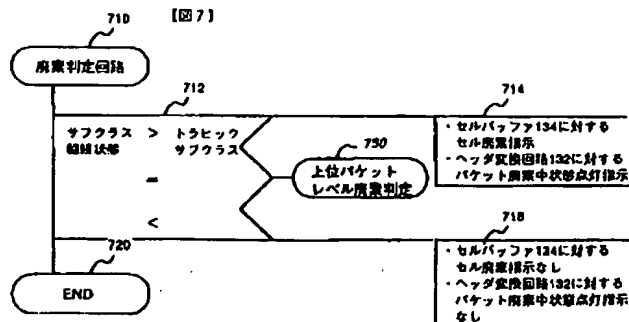 710
【図7】
廃棄判定回路
712
714
サブクラス > トラヒック
輻輳状態 サブクラス
=
<
750
上位パケット
レベル廃棄判定
・セルバッファ134に対する
セル廃棄指示
・ヘッダ変換回路132に対する
パケット廃棄中状態点灯指示
718
・セルバッファ134に対する
セル廃棄指示なし
・ヘッダ変換回路132に対する
パケット廃棄中状態点灯指示
なし
720
END